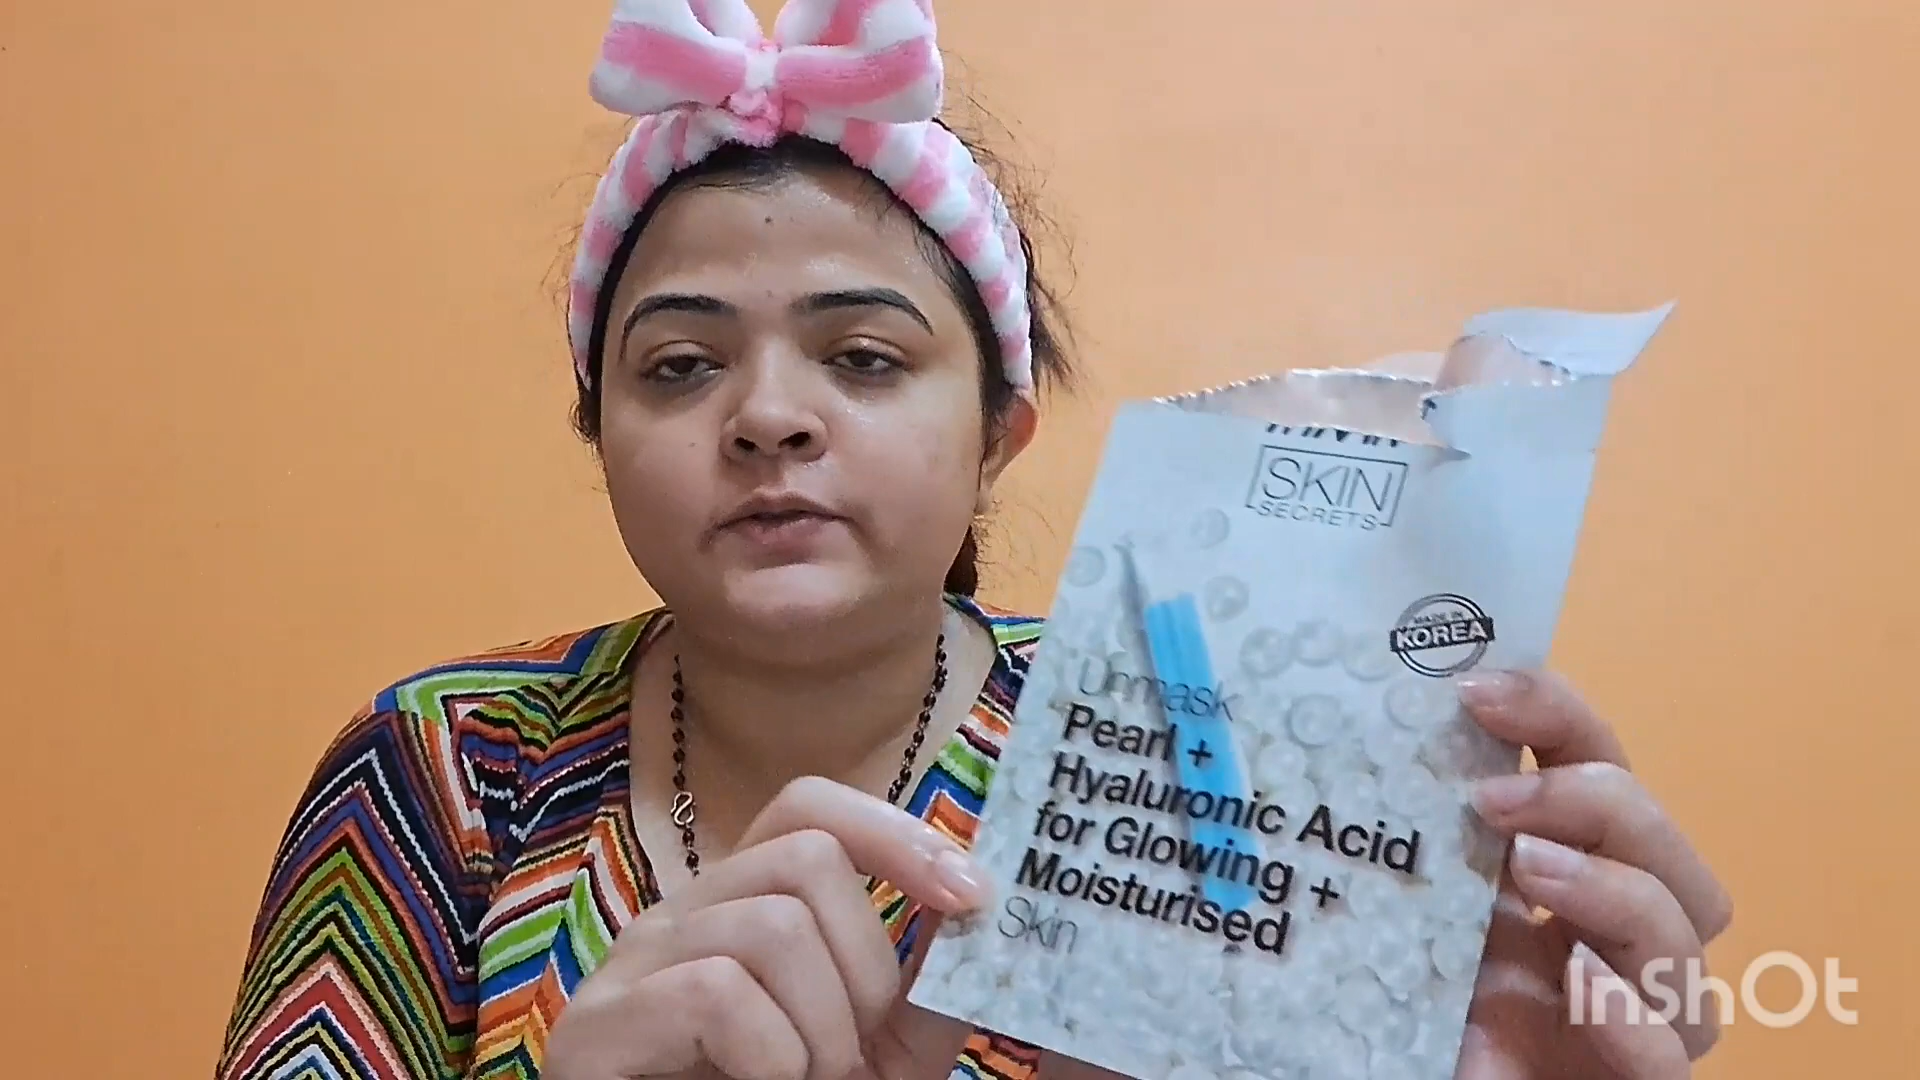 SKIN
SECRETS
MADE IN
KOREA
Unmask
Pearl +
Hyaluronic Acid
for Glowing +
Moisturised
Skin
InShOt